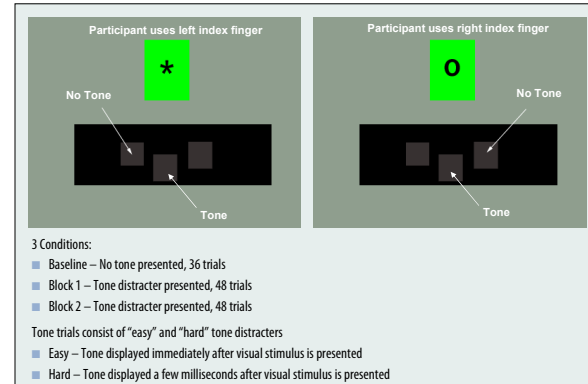 Participant uses left index finger
*
No Tone
Tone
Participant uses right index finger
O
No Tone
Tone
3 Conditions:
Baseline – No tone presented, 36 trials
Block 1 – Tone distracter presented, 48 trials
Block 2 – Tone distracter presented, 48 trials
Tone trials consist of “easy” and “hard” tone distracters
Easy – Tone displayed immediately after visual stimulus is presented
Hard – Tone displayed a few milliseconds after visual stimulus is presented